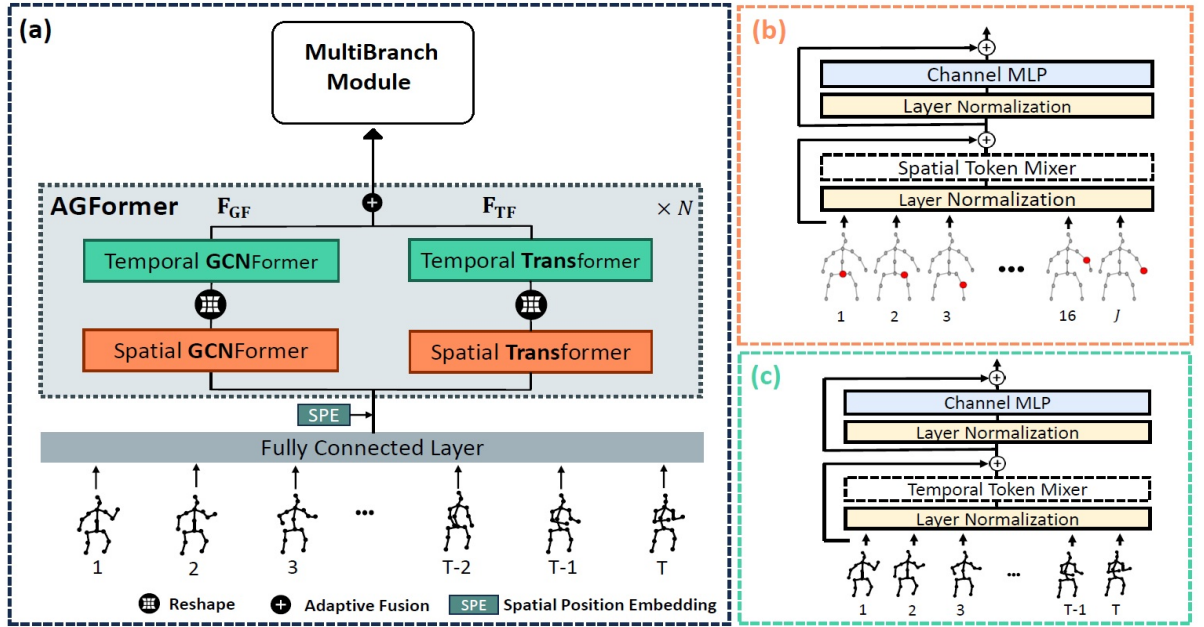 (a)
MultiBranch
Module
AGFormer
F_GF
F_TF
× N
Temporal GCNFormer
Temporal Transformer
Spatial GCNFormer
Spatial Transformer
SPE
Fully Connected Layer
1 2 3 ••• T-2 T-1 T
Reshape
+ Adaptive Fusion
SPE Spatial Position Embedding
(b)
+
Channel MLP
Layer Normalization
+
Spatial Token Mixer
Layer Normalization
•••
1 2 3 16 J
(c)
+
Channel MLP
Layer Normalization
+
Temporal Token Mixer
Layer Normalization
1 2 3 ... T-1 T